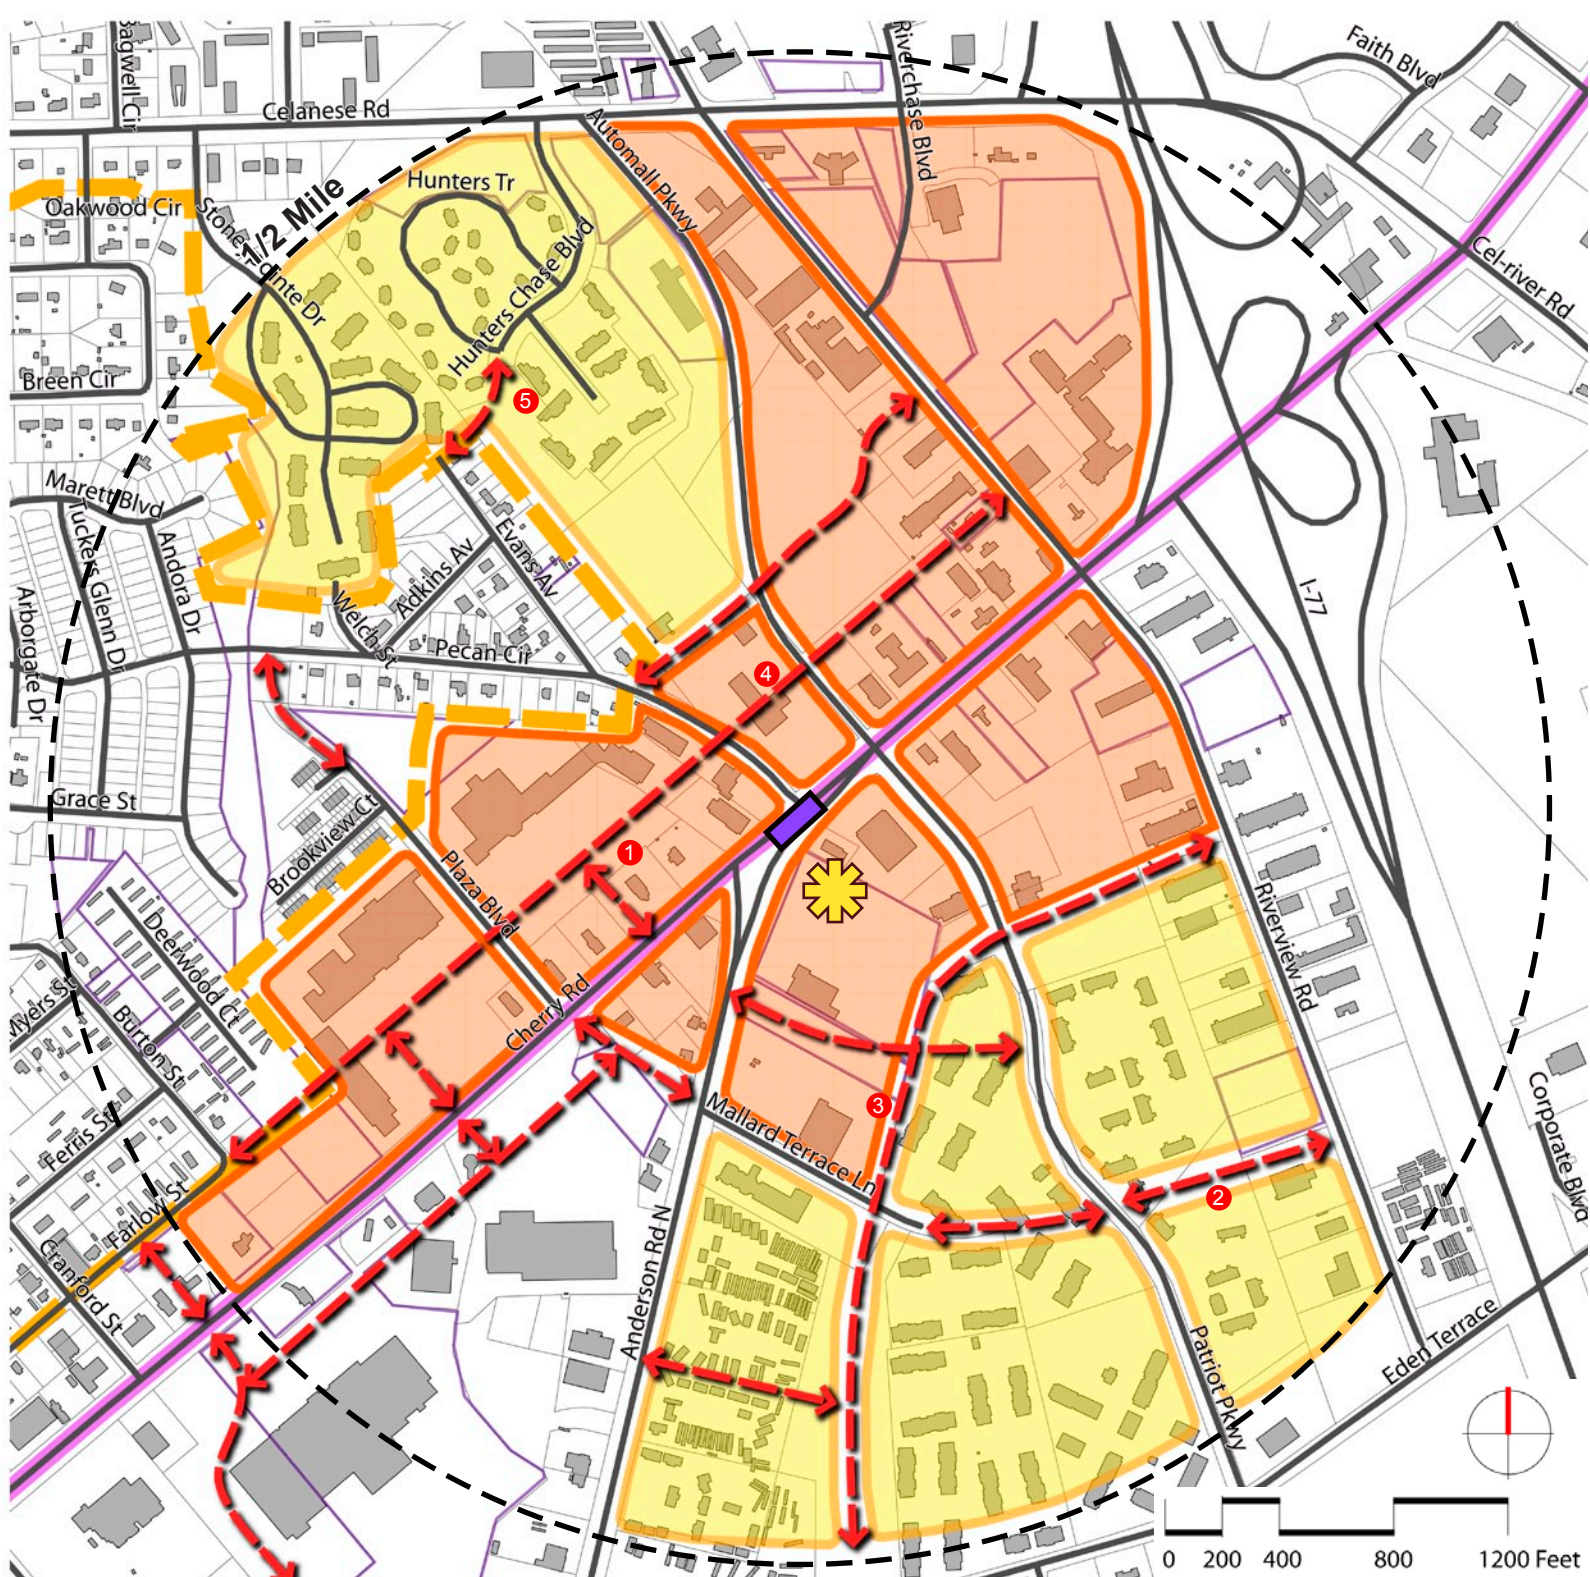 Bagwell Cir
Celanese Rd
Riverchase Blvd
Faith Blvd
Automall Pkwy
Hunters Tr
1/2 Mile
Oakwood Cir
Hunters Chase Blvd
Cel-river Rd
Breen Cir
5
Marett Blvd
Tuckers Glenn Dr
Andora Dr
Evans Av
Adkins Av
I-77
Arborgate Dr
Welch St
Pecan Cir
4
Grace St
Brookview Ct
1
Plaza Blvd
Deerwood Ct
Riverview Rd
Myers St
Burton St
Cherry Rd
Ferris St
3
Mallard Terrace Ln
Corporate Blvd
2
Farlow St
Cranford St
Anderson Rd N
Patriot Pkwy
Eden Terrace
0 200 400 800 1200 Feet